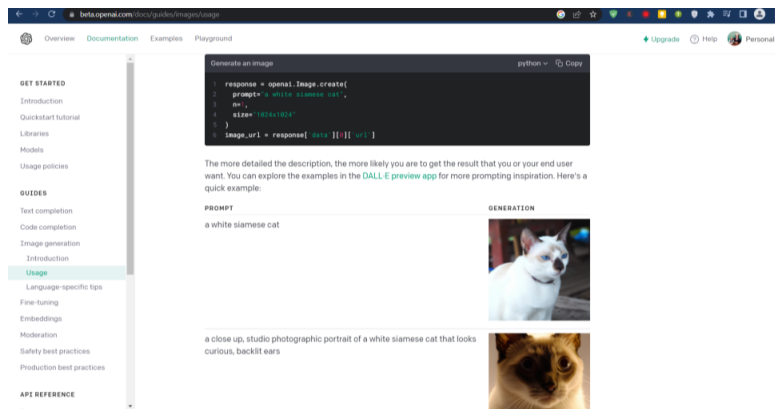 beta.openai.com/docs/guides/images/usage
Overview Documentation Examples Playground
Upgrade Help Personal
GET STARTED
Introduction
Quickstart tutorial
Libraries
Models
Usage policies
GUIDES
Text completion
Code completion
Image generation
Introduction
Usage
Language-specific tips
Fine-tuning
Embeddings
Moderation
Safety best practices
Production best practices
API REFERENCE
Generate an image python Copy
1 response = openai.Image.create(
2 prompt="a white siamese cat",
3 n=1,
4 size="1024x1024"
5 )
6 image_url = response['data'][0]['url']
The more detailed the description, the more likely you are to get the result that you or your end user
want. You can explore the examples in the DALL·E preview app for more prompting inspiration. Here's a
quick example:
PROMPT GENERATION
a white siamese cat
a close up, studio photographic portrait of a white siamese cat that looks
curious, backlit ears